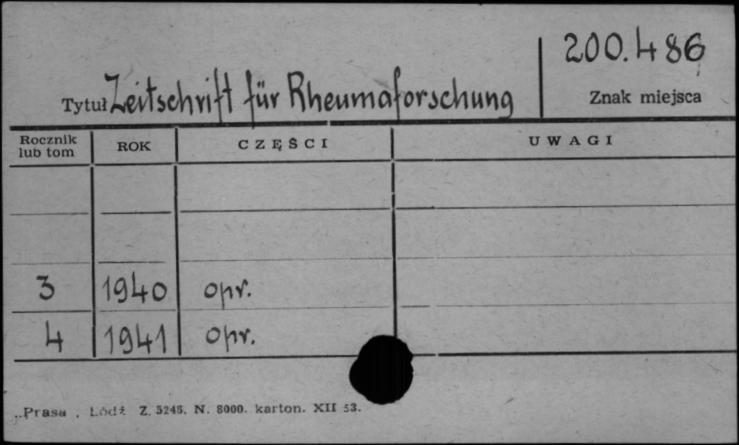 200.486
Tytuł Zeitschrift für Rheumaforschung
Znak miejsca
Rocznik lub tom ROK CZĘŚCI UWAGI
3 1940 opr.
4 1941 opr.
„Prasa". Łódź Z. 5248. N. 8000. karton. XII 53.